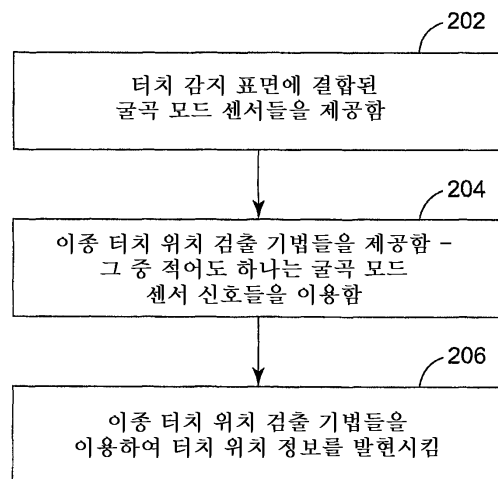 202
터치 감지 표면에 결합된
굴곡 모드 센서들을 제공함
204
이종 터치 위치 검출 기법들을 제공함 -
그 중 적어도 하나는 굴곡 모드
센서 신호들을 이용함
206
이종 터치 위치 검출 기법들을
이용하여 터치 위치 정보를 발현시킴